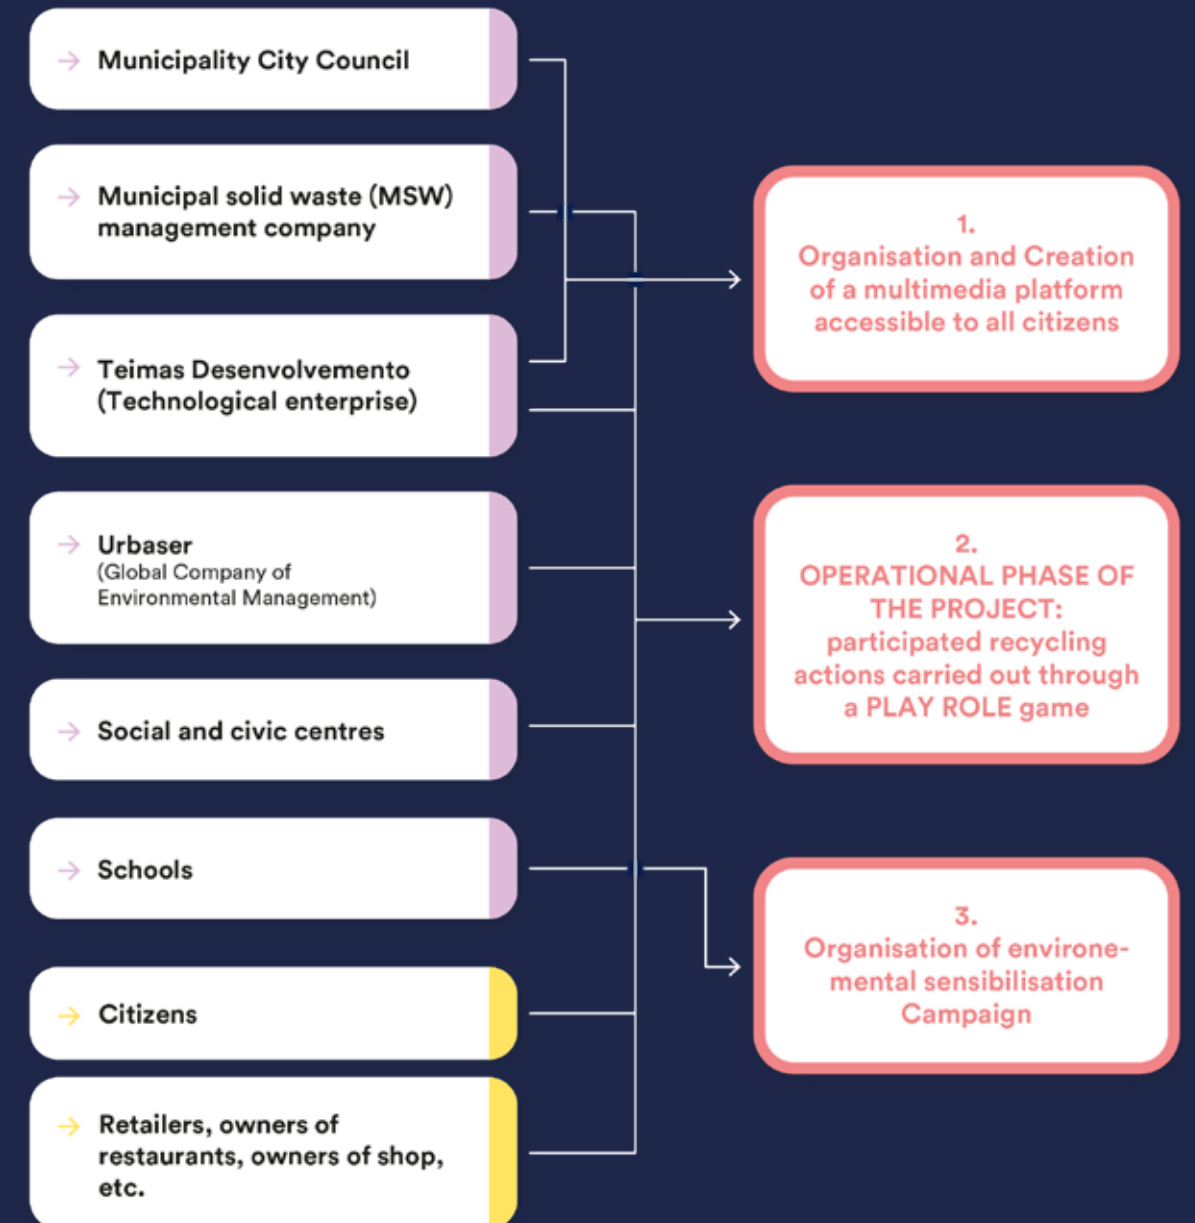 Municipality City Council
Municipal solid waste (MSW)
management company
Teimas Desenvolvemento
(Technological enterprise)
Urbaser
(Global Company of
Environmental Management)
Social and civic centres
Schools
Citizens
Retailers, owners of
restaurants, owners of shop,
etc.
1.
Organisation and Creation
of a multimedia platform
accessible to all citizens
2.
OPERATIONAL PHASE OF
THE PROJECT:
participated recycling
actions carried out through
a PLAY ROLE game
3.
Organisation of environe-
mental sensibilisation
Campaign